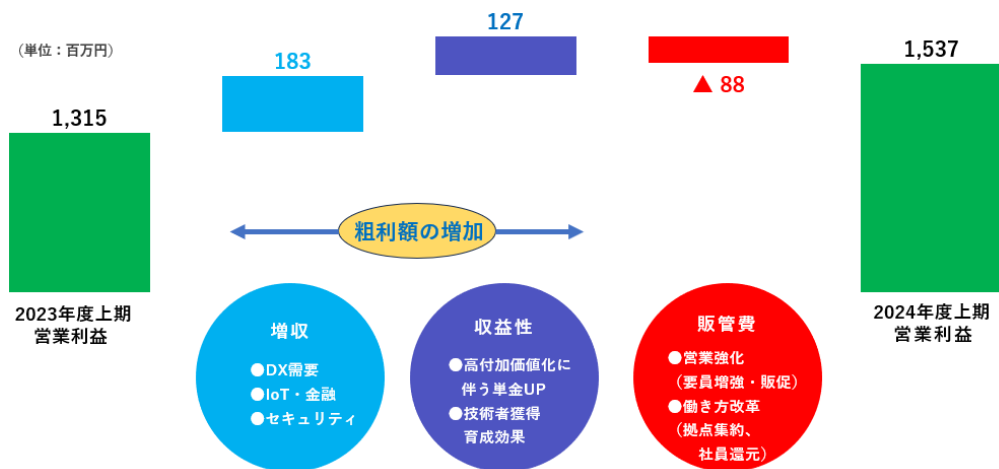 （単位：百万円）
1,315
183
127
▲ 88
1,537
粗利額の増加
2023年度上期
営業利益
増収
●DX需要
●IoT・金融
●セキュリティ
収益性
●高付加価値化に
伴う単金UP
●技術者獲得
育成効果
販管費
●営業強化
（要員増強・販促）
●働き方改革
（拠点集約、
社員還元）
2024年度上期
営業利益